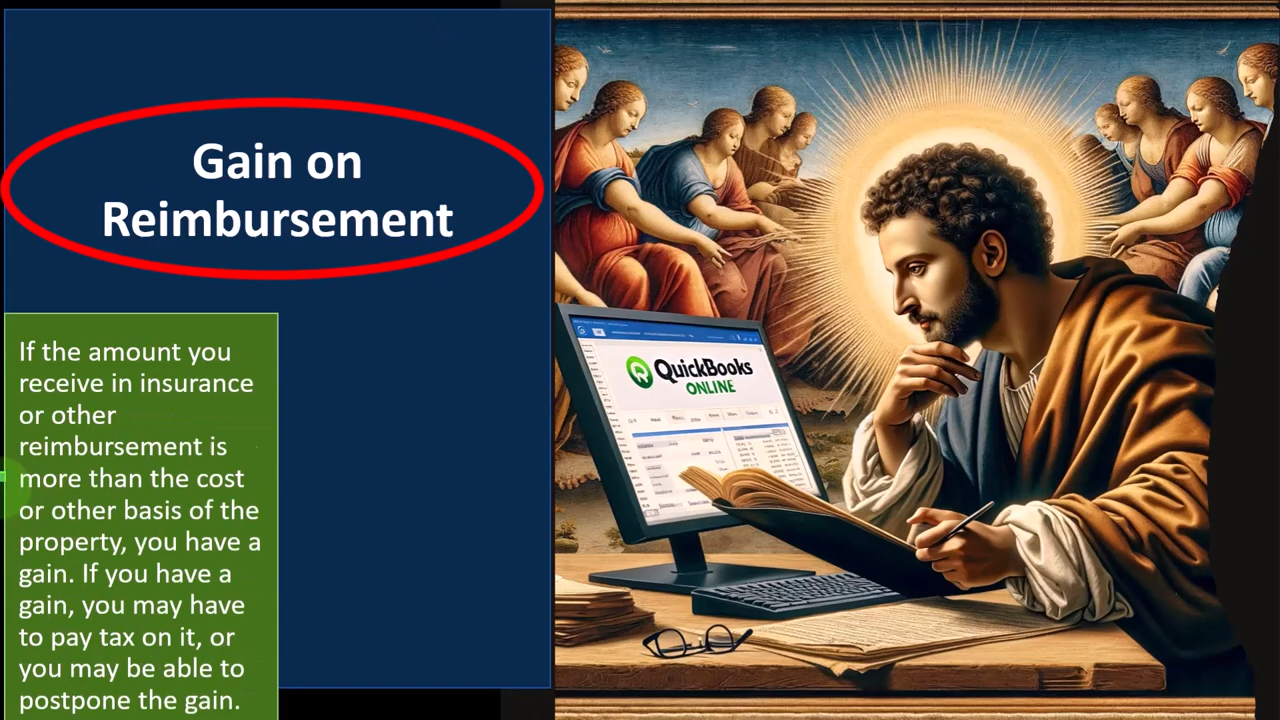 Gain on
Reimbursement
If the amount you
receive in insurance
or other
reimbursement is
more than the cost
or other basis of the
property, you have a
gain. If you have a
gain, you may have
to pay tax on it, or
you may be able to
postpone the gain.
QuickBooks
ONLINE